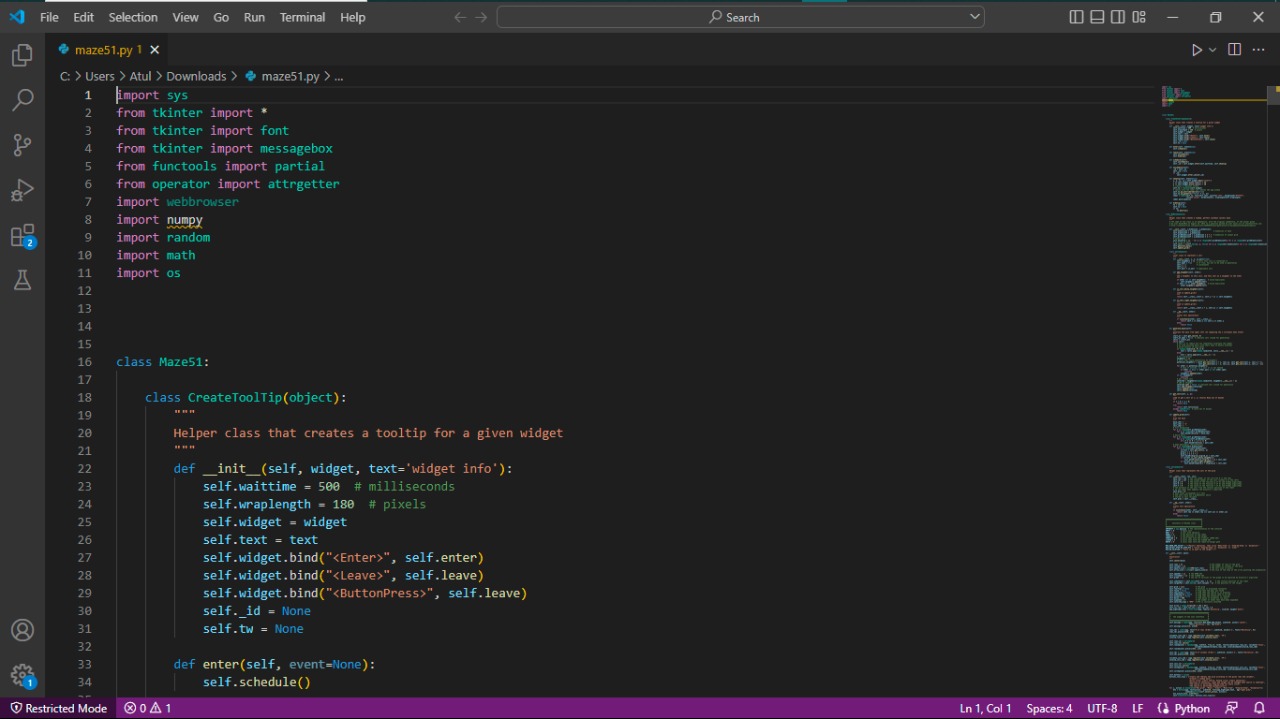 File Edit Selection View Go Run Terminal Help Search
maze51.py 1
C: > Users > Atul > Downloads > maze51.py > ...
1 import sys
2 from tkinter import *
3 from tkinter import font
4 from tkinter import messagebox
5 from functools import partial
6 from operator import attrgetter
7 import webbrowser
8 import numpy
9 import random
10 import math
11 import os
12
13
14
15
16 class Maze51:
17
18 class CreateToolTip(object):
19 """
20 Helper class that creates a tooltip for a given widget
21 """
22 def __init__(self, widget, text='widget info'):
23 self.waittime = 500 # milliseconds
24 self.wraplength = 180 # pixels
25 self.widget = widget
26 self.text = text
27 self.widget.bind("<Enter>", self.enter)
28 self.widget.bind("<Leave>", self.leave)
29 self.widget.bind("<ButtonPress>", self.leave)
30 self._id = None
31 self.tw = None
32
33 def enter(self, event=None):
34 self.schedule()
2
1
Restricted Mode 0 1 Ln 1, Col 1 Spaces: 4 UTF-8 LF Python